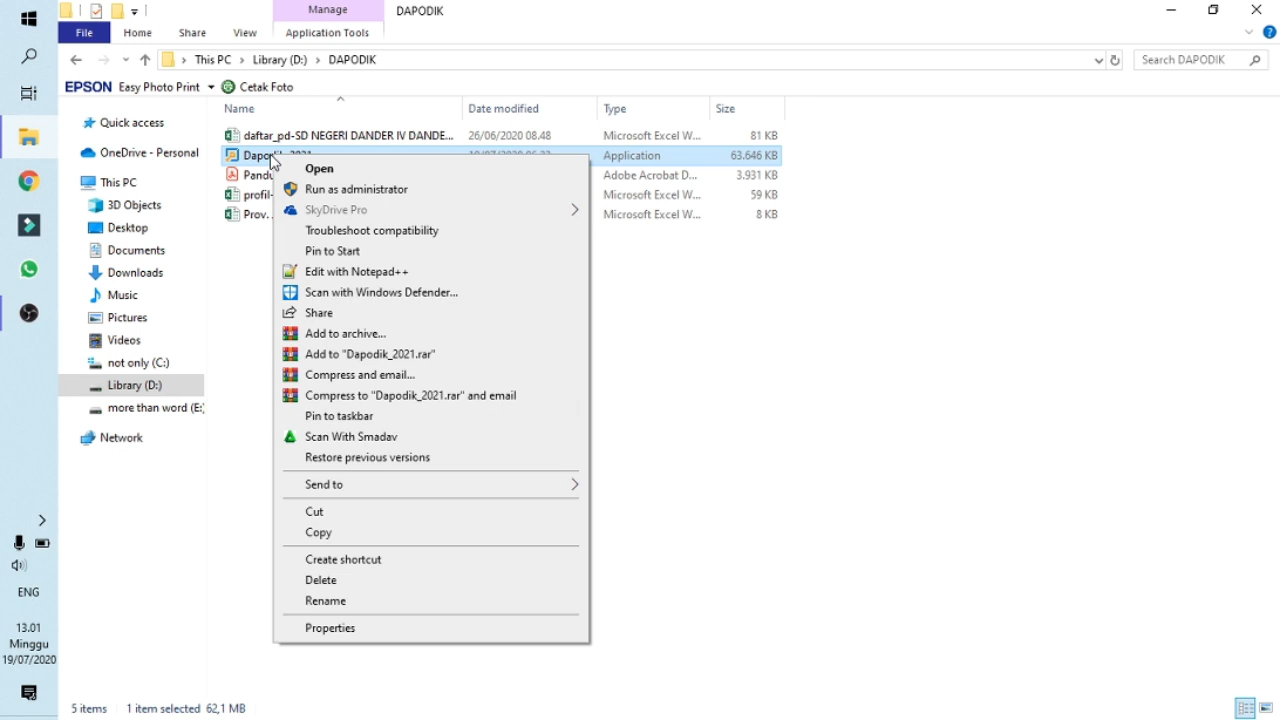 Manage
DAPODIK
File
Home
Share
View
Application Tools
This PC
Library (D:)
DAPODIK
Search DAPODIK
EPSON Easy Photo Print
Cetak Foto
Name
Date modified
Type
Size
Quick access
OneDrive - Personal
This PC
3D Objects
Desktop
Documents
Downloads
Music
Pictures
Videos
not only (C:)
Library (D:)
more than word (E:)
Network
daftar_pd-SD NEGERI DANDER IV DANDE...
26/06/2020 08.48
Microsoft Excel W...
81 KB
Application
63.646 KB
Adobe Acrobat D...
3.931 KB
profil-
Microsoft Excel W...
59 KB
Prov.
Microsoft Excel W...
8 KB
Open
Run as administrator
SkyDrive Pro
Troubleshoot compatibility
Pin to Start
Edit with Notepad++
Scan with Windows Defender...
Share
Add to archive...
Add to "Dapodik_2021.rar"
Compress and email...
Compress to "Dapodik_2021.rar" and email
Pin to taskbar
Scan With Smadav
Restore previous versions
Send to
Cut
Copy
Create shortcut
Delete
Rename
Properties
ENG
13.01
Minggu
19/07/2020
5 items
1 item selected 62,1 MB